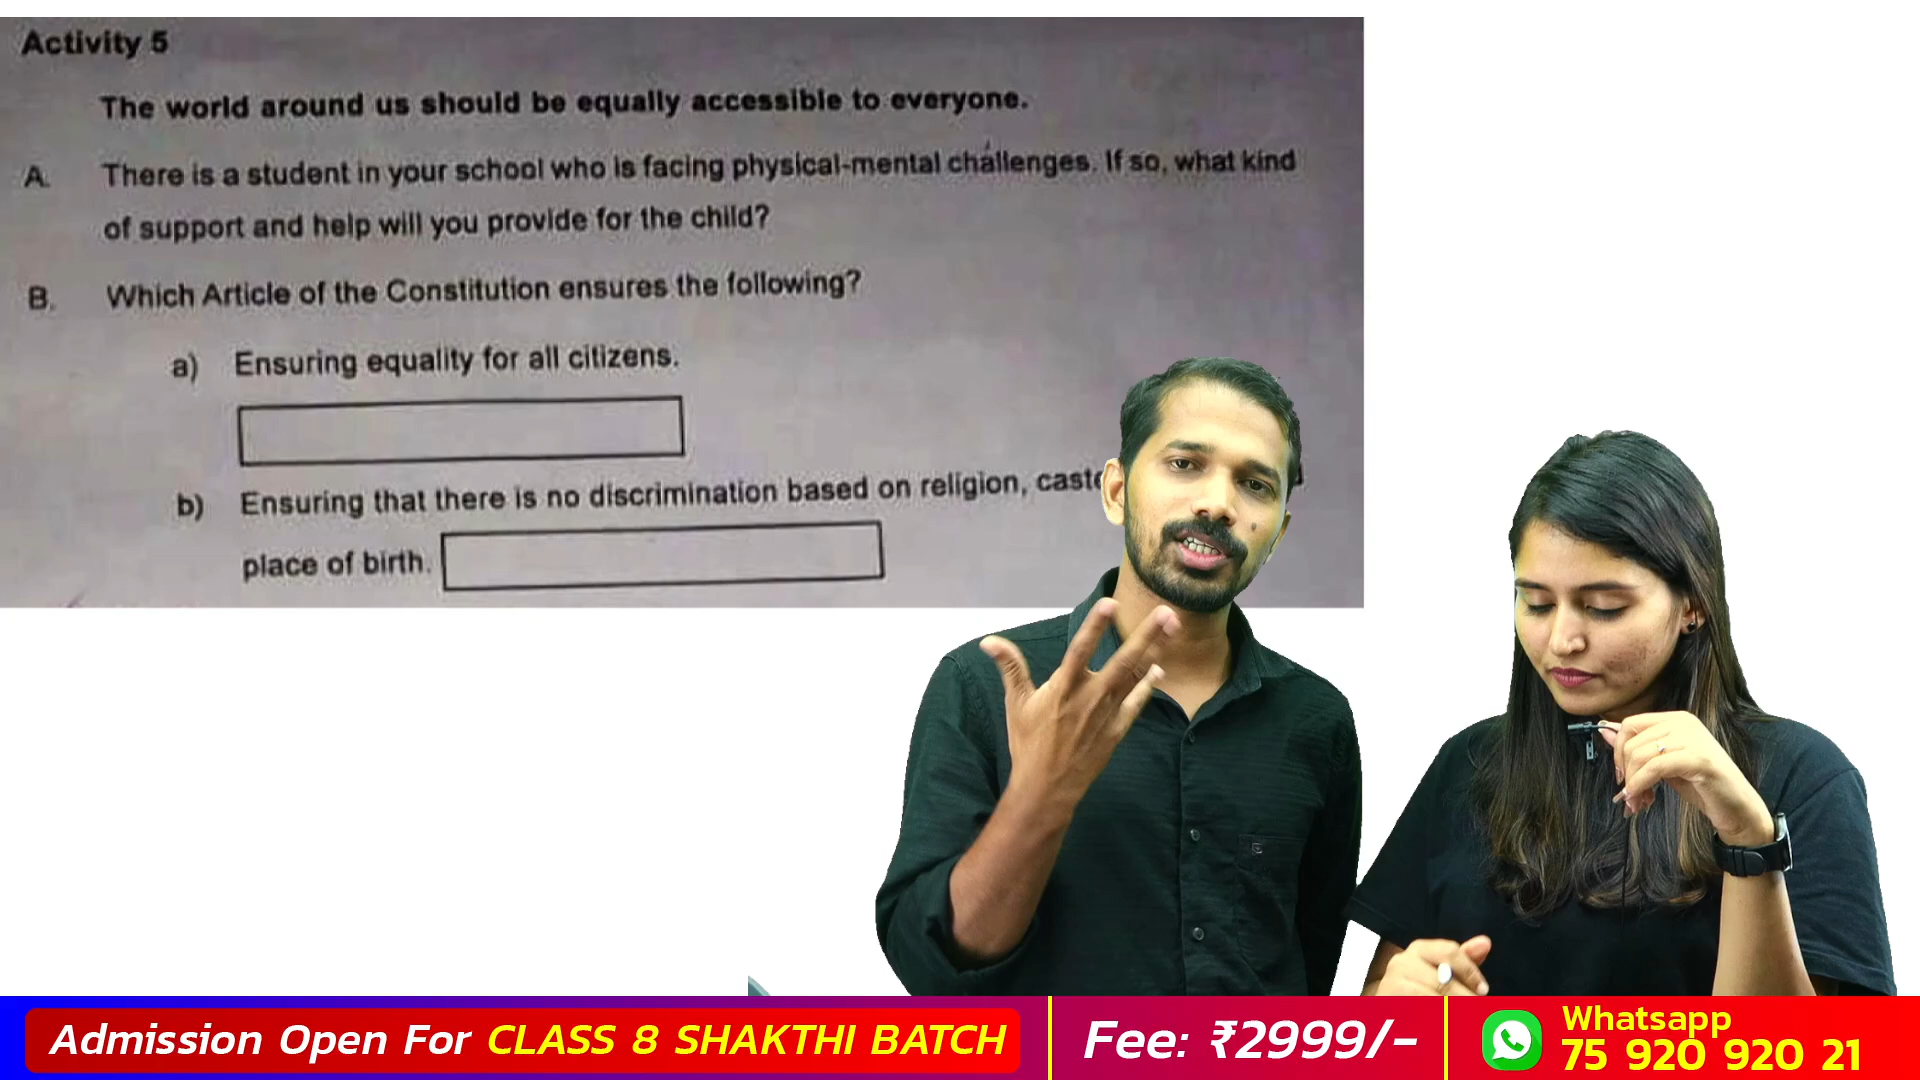 Activity 5
The world around us should be equally accessible to everyone.
A. There is a student in your school who is facing physical-mental challenges. If so, what kind
of support and help will you provide for the child?
B. Which Article of the Constitution ensures the following?
a) Ensuring equality for all citizens.
b) Ensuring that there is no discrimination based on religion,
place of birth.
Admission Open For CLASS 8 SHAKTHI BATCH
Fee: ₹2999/-
Whatsapp
75 920 920 21